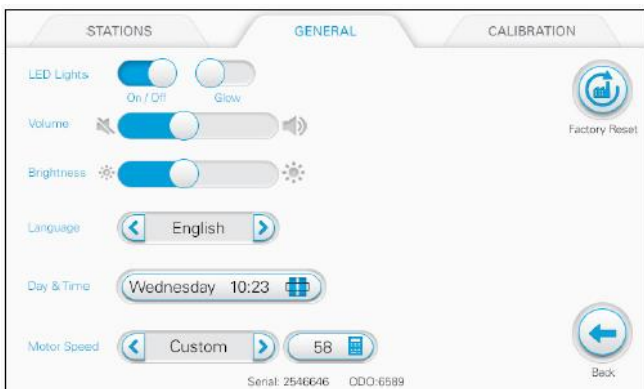 STATIONS GENERAL CALIBRATION
LED Lights
On / Off Glow
Volume
Factory Reset
Brightness
Language English
Day & Time Wednesday 10:23
Motor Speed Custom 58
Back
Serial: 2546646 ODO:6589